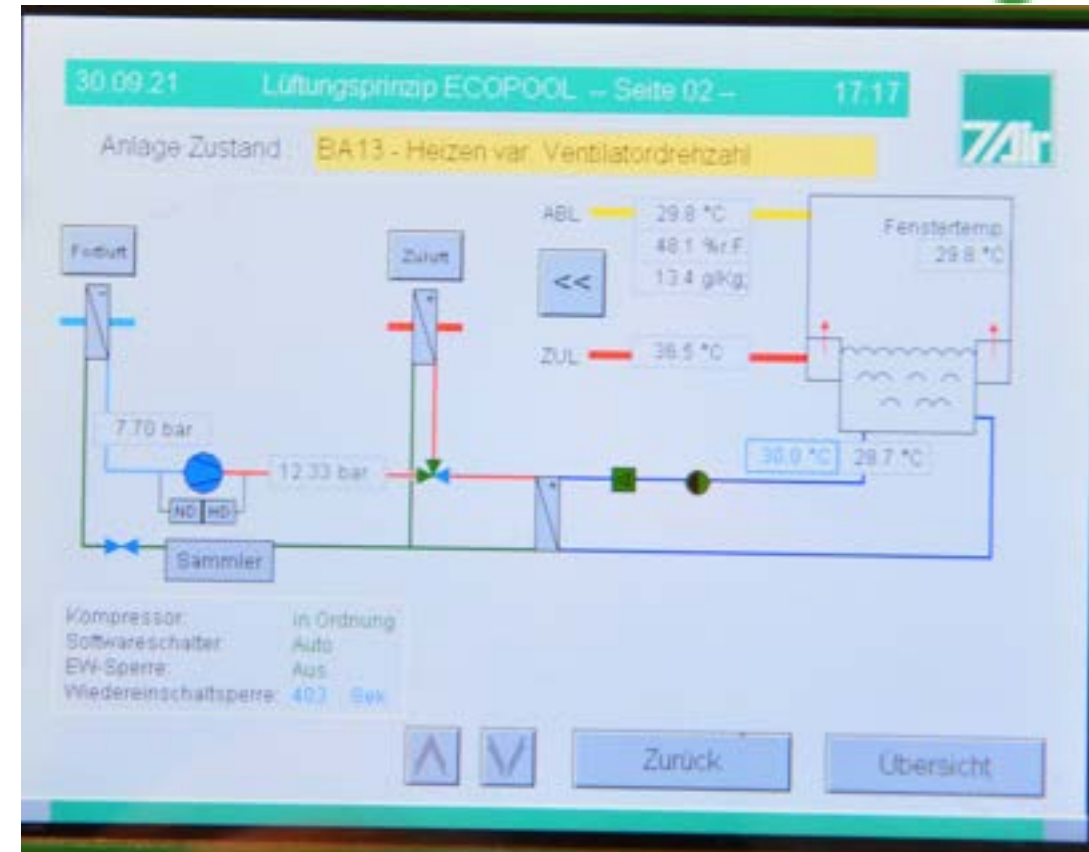 30.09.21 Lüftungsprinzip ECOPOOL -- Seite 02 -- 17:17
7Air
Anlage Zustand BA13 - Heizen var. Ventilatordrehzahl
ABL 29.8 °C
48.1 %r.F.
13.4 g/Kg
Fenstertemp.
29.8 °C
Fortluft
Zuluft
<<
ZUL 36.5 °C
7.70 bar
12.33 bar
30.0 °C 28.7 °C
ND HD
Sammler
Kompressor: In Ordnung
Softwareschalter: Auto
EW-Sperre: Aus
Wiedereinschaltsperre: 403 Sek
Zurück
Übersicht